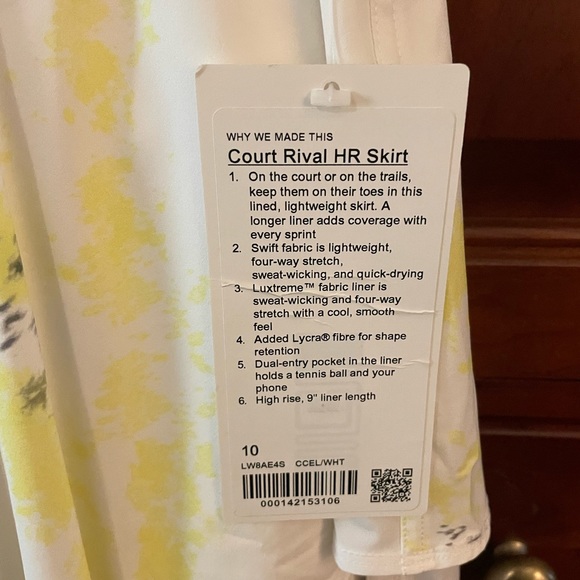 WHY WE MADE THIS
Court Rival HR Skirt
1. On the court or on the trails,
keep them on their toes in this
lined, lightweight skirt. A
longer liner adds coverage with
every sprint
2. Swift fabric is lightweight,
four-way stretch,
sweat-wicking, and quick-drying
3. Luxtreme™ fabric liner is
sweat-wicking and four-way
stretch with a cool, smooth
feel
4. Added Lycra® fibre for shape
retention
5. Dual-entry pocket in the liner
holds a tennis ball and your
phone
6. High rise, 9" liner length
10
LW8AE4S CCEL/WHT
000142153106